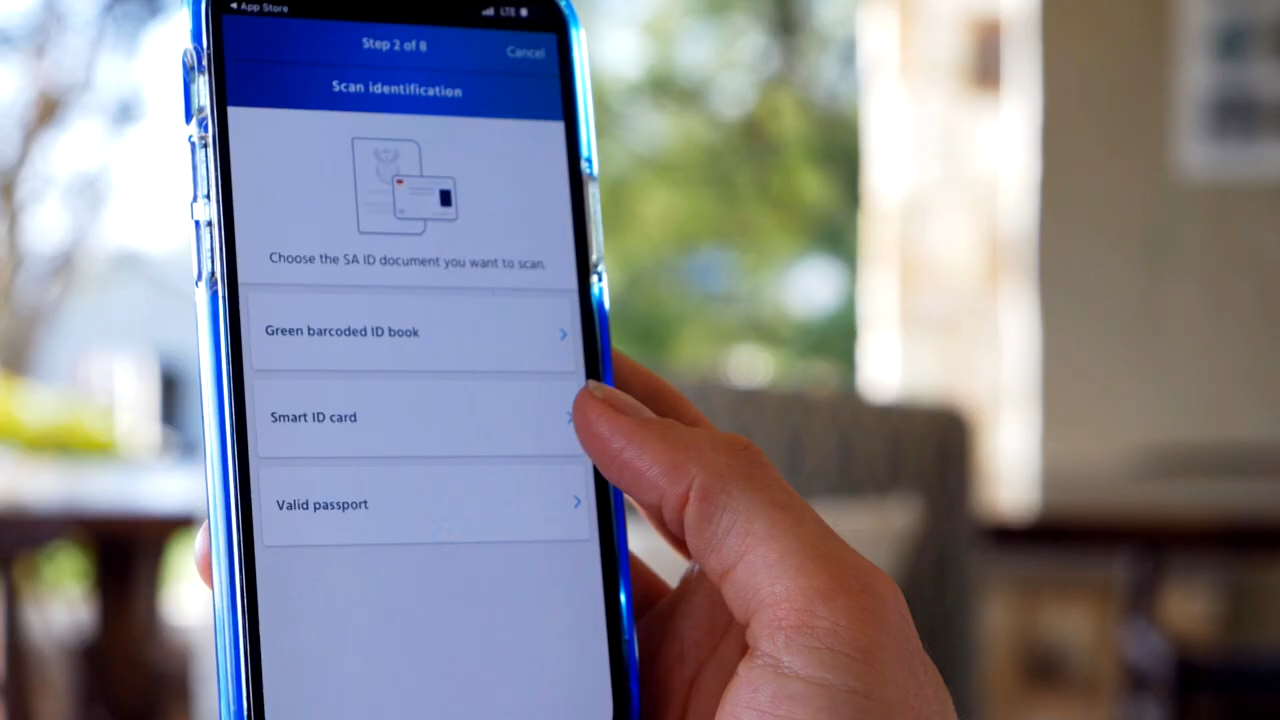 App Store
LTE
Step 2 of 8
Cancel
Scan identification
Choose the SA ID document you want to scan.
Green barcoded ID book
Smart ID card
Valid passport